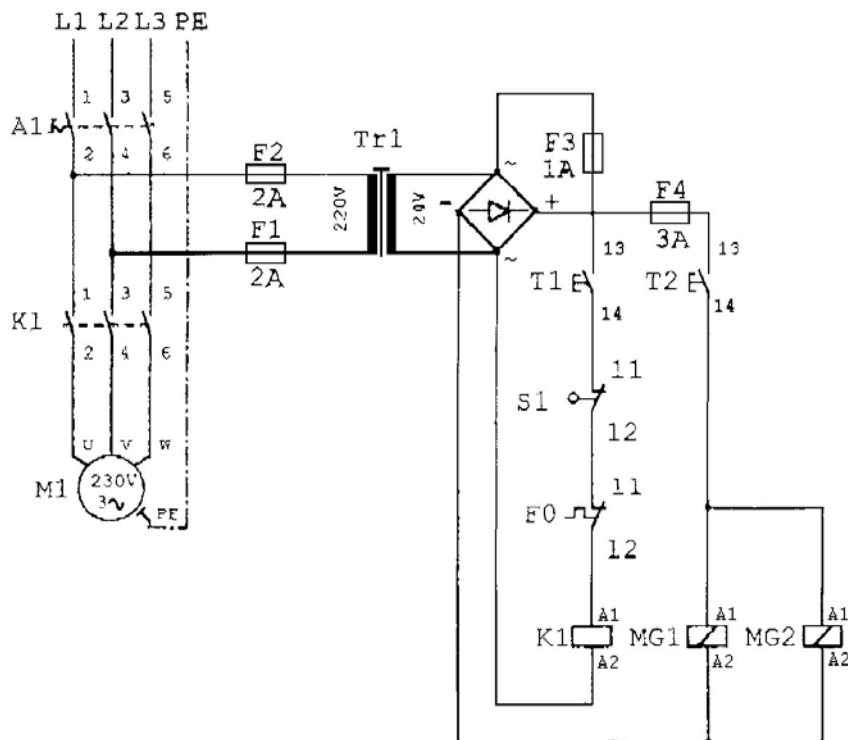 L1 L2 L3 PE
1 3 5
A1
2 4 6
F2
2A
Tr1
220V
24V
F1
2A
~
-
+
~
F3
1A
F4
3A
13
T1
14
13
T2
14
1 3 5
K1
2 4 6
11
S1
12
U V W
M1
230V
3~
PE
11
F0
12
K1
A1
A2
MG1
A1
A2
MG2
A1
A2